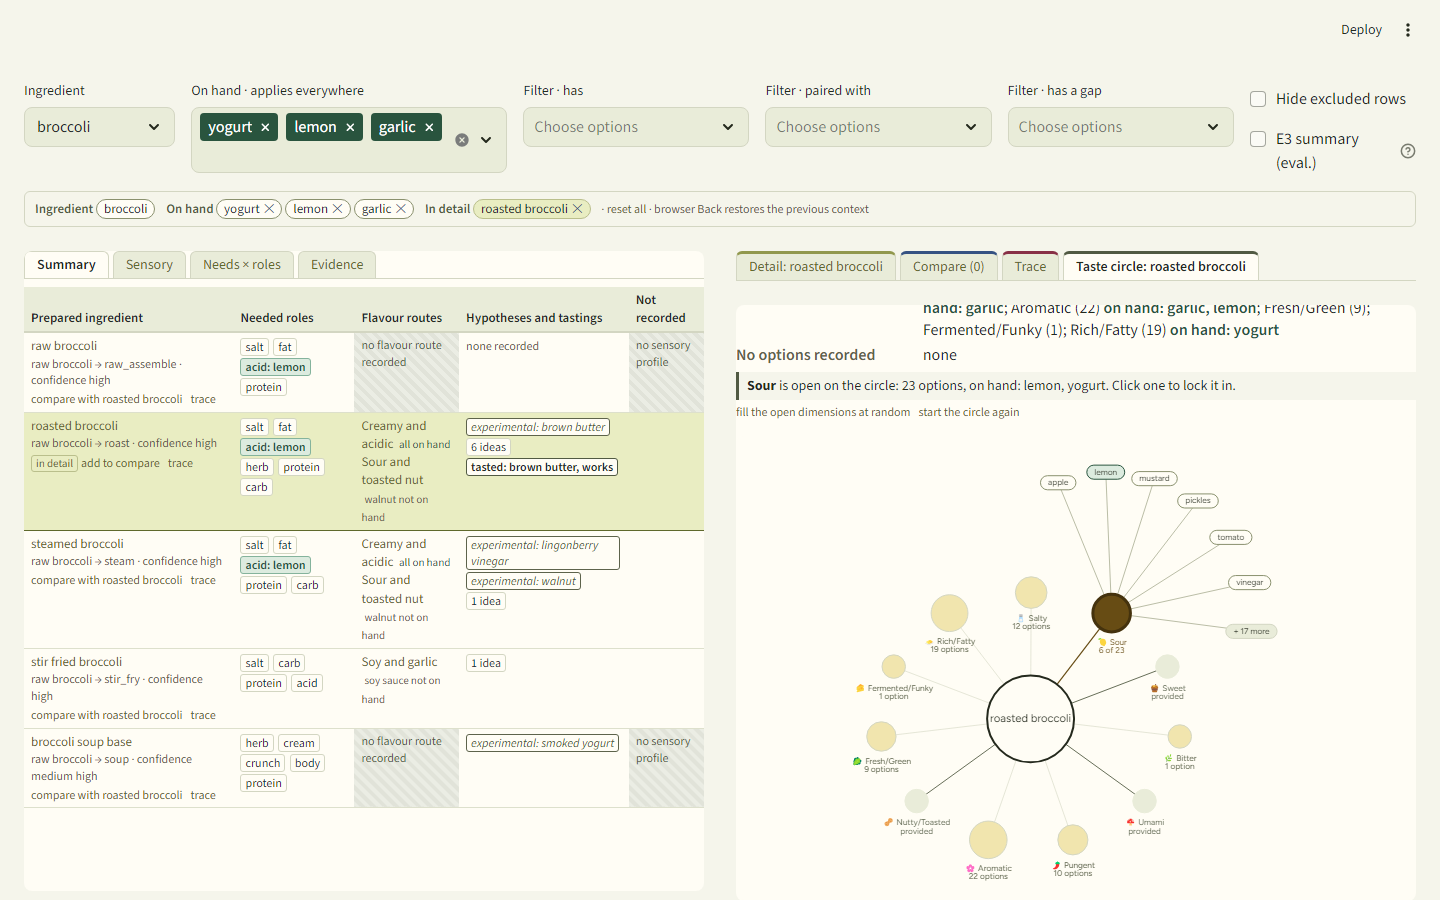 Deploy
Ingredient
On hand · applies everywhere
Filter · has
Filter · paired with
Filter · has a gap
broccoli
yogurt ×
lemon ×
garlic ×
Choose options
Choose options
Choose options
Hide excluded rows
E3 summary
(eval.)
Ingredient broccoli On hand yogurt × lemon × garlic × In detail roasted broccoli × · reset all · browser Back restores the previous context
Summary
Sensory
Needs × roles
Evidence
Prepared ingredient
Needed roles
Flavour routes
Hypotheses and tastings
Not
recorded
raw broccoli
raw broccoli → raw_assemble ·
confidence high
compare with roasted broccoli trace
salt fat
acid: lemon
protein
no flavour route
recorded
none recorded
no sensory
profile
roasted broccoli
raw broccoli → roast · confidence high
in detail add to compare trace
salt fat
acid: lemon
herb protein
carb
Creamy and
acidic all on hand
Sour and
toasted nut
walnut not on
hand
experimental: brown butter
6 ideas
tasted: brown butter, works
steamed broccoli
raw broccoli → steam · confidence high
compare with roasted broccoli trace
salt fat
acid: lemon
protein carb
Creamy and
acidic all on hand
Sour and
toasted nut
walnut not on
hand
experimental: lingonberry
vinegar
experimental: walnut
1 idea
stir fried broccoli
raw broccoli → stir_fry · confidence
high
compare with roasted broccoli trace
salt carb
protein acid
Soy and garlic
soy sauce not on
hand
1 idea
broccoli soup base
raw broccoli → soup · confidence
medium high
compare with roasted broccoli trace
herb cream
crunch body
protein
no flavour route
recorded
experimental: smoked yogurt
no sensory
profile
Detail: roasted broccoli
Compare (0)
Trace
Taste circle: roasted broccoli
hand: garlic; Aromatic (22) on hand: garlic, lemon; Fresh/Green (9);
Fermented/Funky (1); Rich/Fatty (19) on hand: yogurt
No options recorded
none
Sour is open on the circle: 23 options, on hand: lemon, yogurt. Click one to lock it in.
fill the open dimensions at random start the circle again
apple
lemon
mustard
pickles
tomato
vinegar
+ 17 more
Salty
12 options
Rich/Fatty
19 options
Sour
6 of 23
Fermented/Funky
1 option
Sweet
provided
roasted broccoli
Fresh/Green
9 options
Bitter
1 option
Nutty/Toasted
provided
Umami
provided
Aromatic
22 options
Pungent
10 options